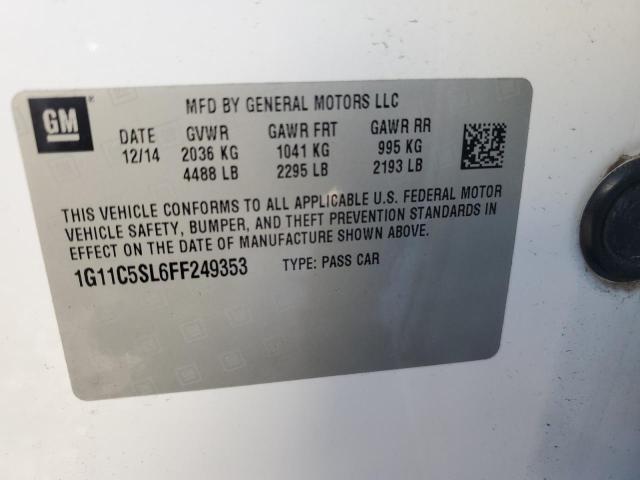 GM
MFD BY GENERAL MOTORS LLC
DATE GVWR GAWR FRT GAWR RR
12/14 2036 KG 1041 KG 995 KG
4488 LB 2295 LB 2193 LB
THIS VEHICLE CONFORMS TO ALL APPLICABLE U.S. FEDERAL MOTOR
VEHICLE SAFETY, BUMPER, AND THEFT PREVENTION STANDARDS IN
EFFECT ON THE DATE OF MANUFACTURE SHOWN ABOVE.
1G11C5SL6FF249353 TYPE: PASS CAR